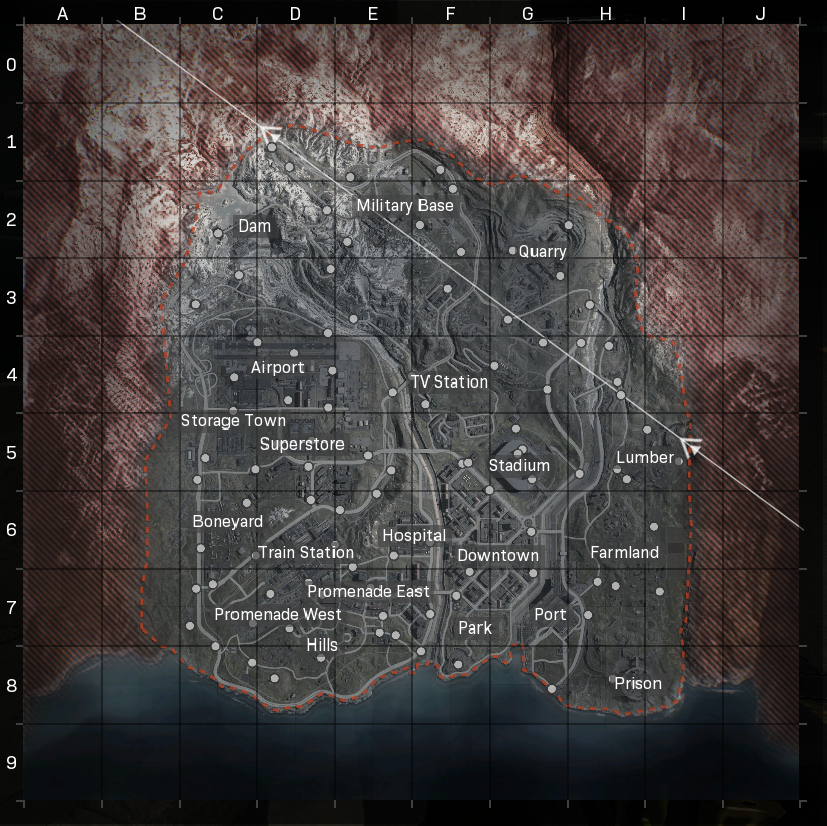 A B C D E F G H I J
0
1
2
Military Base
Dam
Quarry
3
4
Airport
TV Station
Storage Town
5
Superstore
Stadium
Lumber
6
Boneyard
Hospital
Train Station
Downtown
Farmland
7
Promenade East
Promenade West
Port
Park
Hills
8
Prison
9